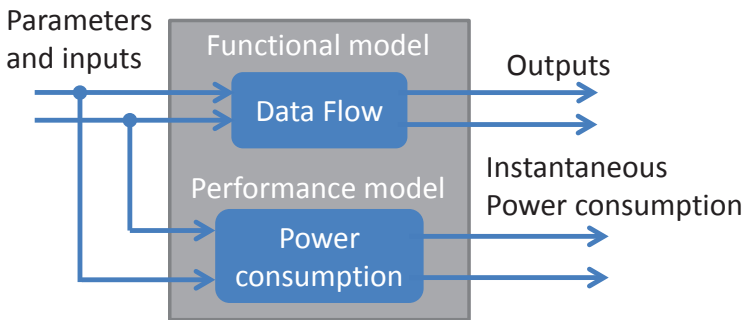 Parameters
and inputs
Functional model
Data Flow
Outputs
Performance model
Power
consumption
Instantaneous
Power consumption